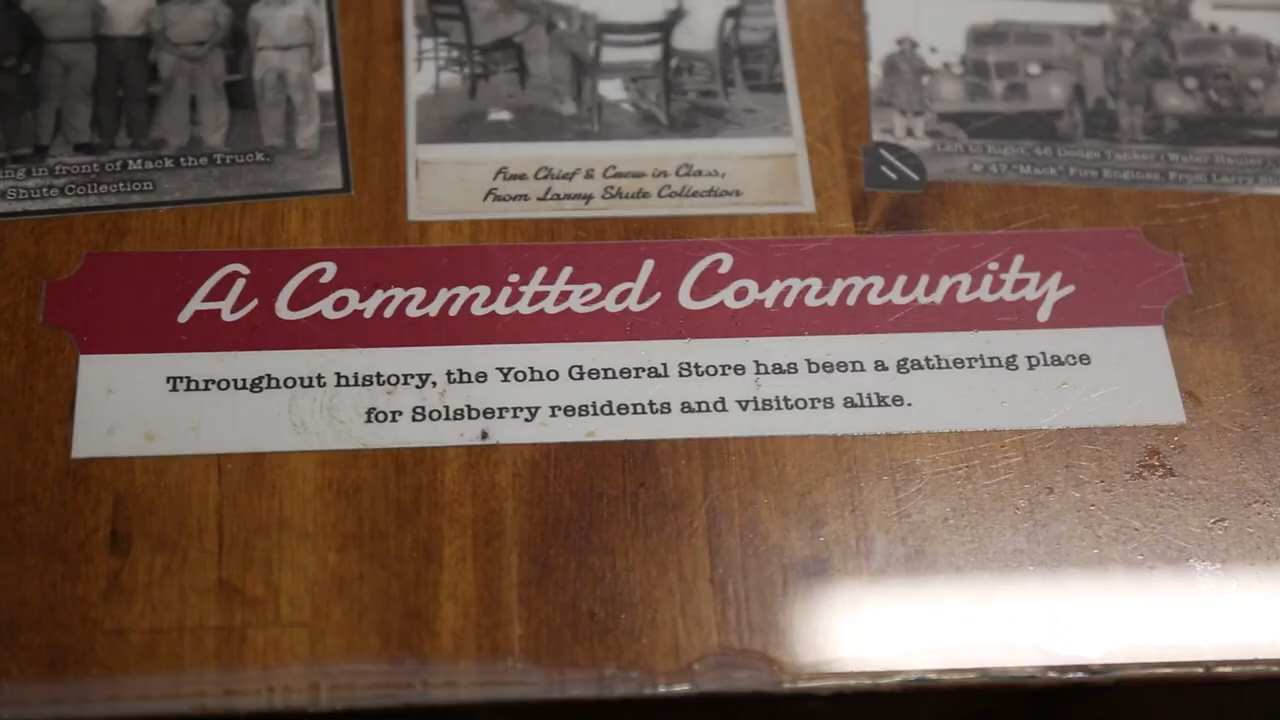 ing in front of Mack the Truck,
Shute Collection
Fire Chief & Crew in Class,
From Larry Shute Collection
Left to Right, 46 Dodge Tanker (Water Hauler),
& 47 "Mack" Fire Engines, From Larry
A Committed Community
Throughout history, the Yoho General Store has been a gathering place
for Solsberry residents and visitors alike.